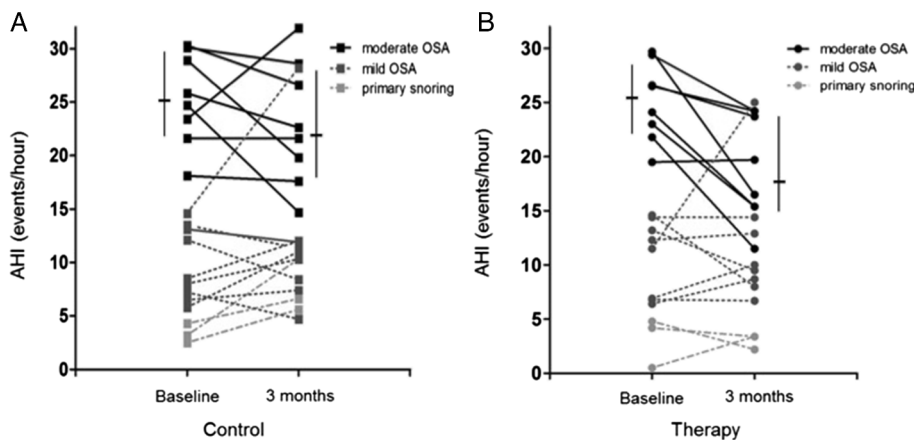 A
AHI (events/hour)
30
25
20
15
10
5
0
moderate OSA
mild OSA
primary snoring
Baseline
3 months
Control
B
AHI (events/hour)
30
25
20
15
10
5
0
moderate OSA
mild OSA
primary snoring
Baseline
3 months
Therapy